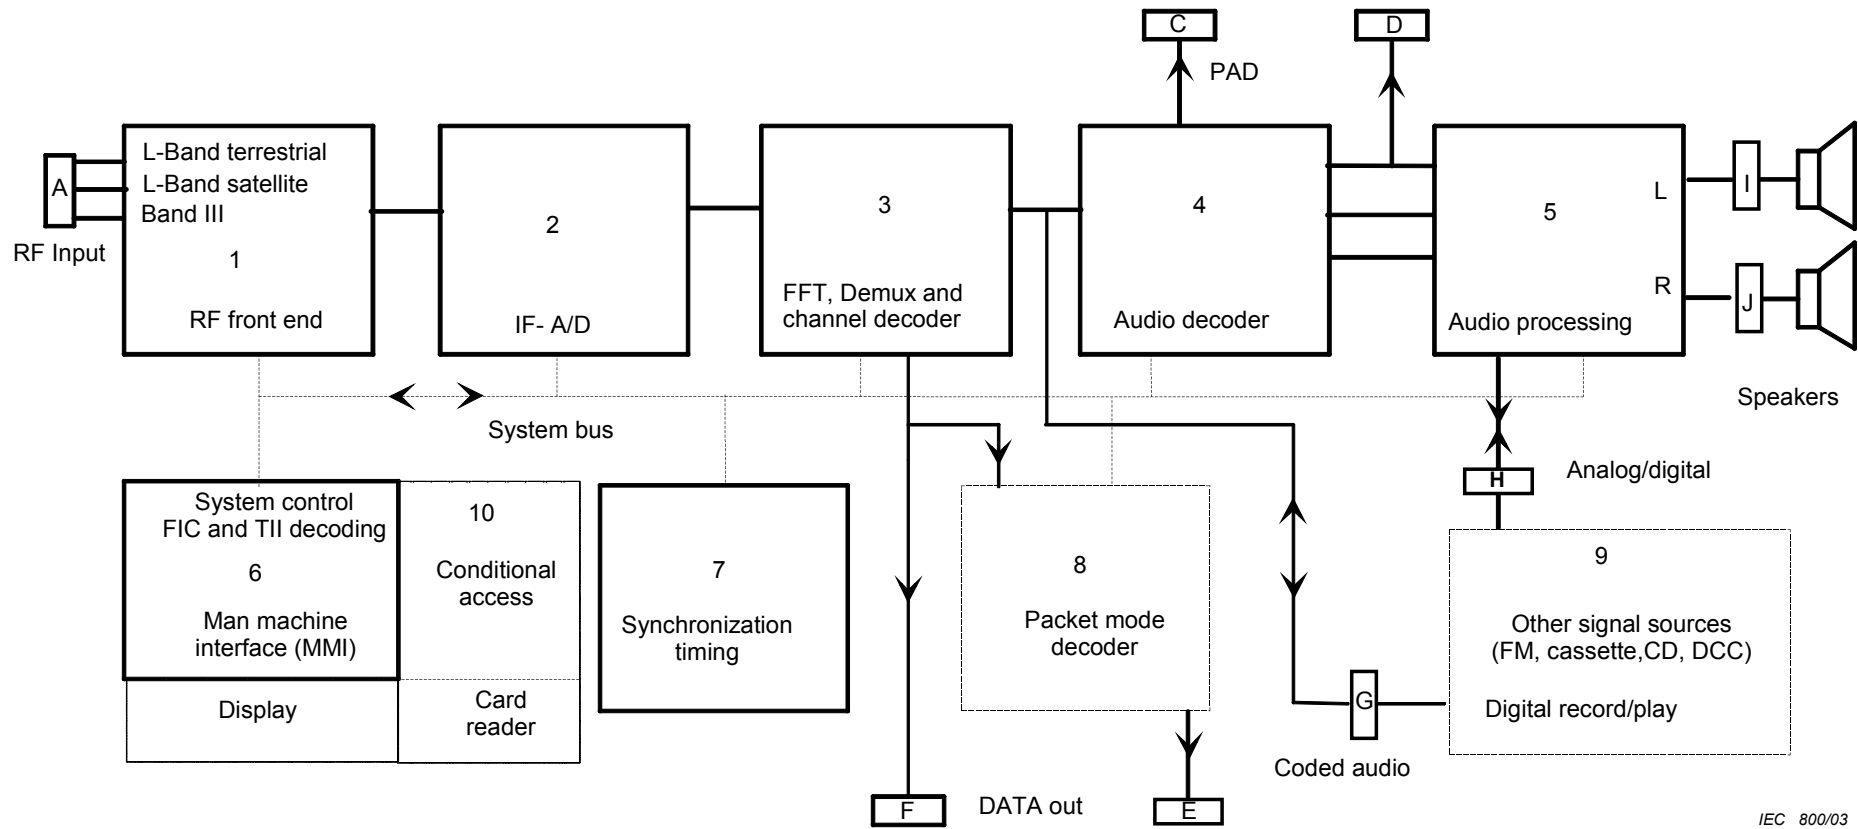 C
D
PAD
A
RF Input
L-Band terrestrial
L-Band satellite
Band III
1
RF front end
2
IF- A/D
3
FFT, Demux and
channel decoder
4
Audio decoder
5
L
R
Audio processing
I
J
Speakers
System bus
System control
FIC and TII decoding
6
Man machine
interface (MMI)
Display
10
Conditional
access
Card
reader
7
Synchronization
timing
8
Packet mode
decoder
H
Analog/digital
9
Other signal sources
(FM, cassette,CD, DCC)
Digital record/play
G
Coded audio
F
DATA out
E
IEC 800/03